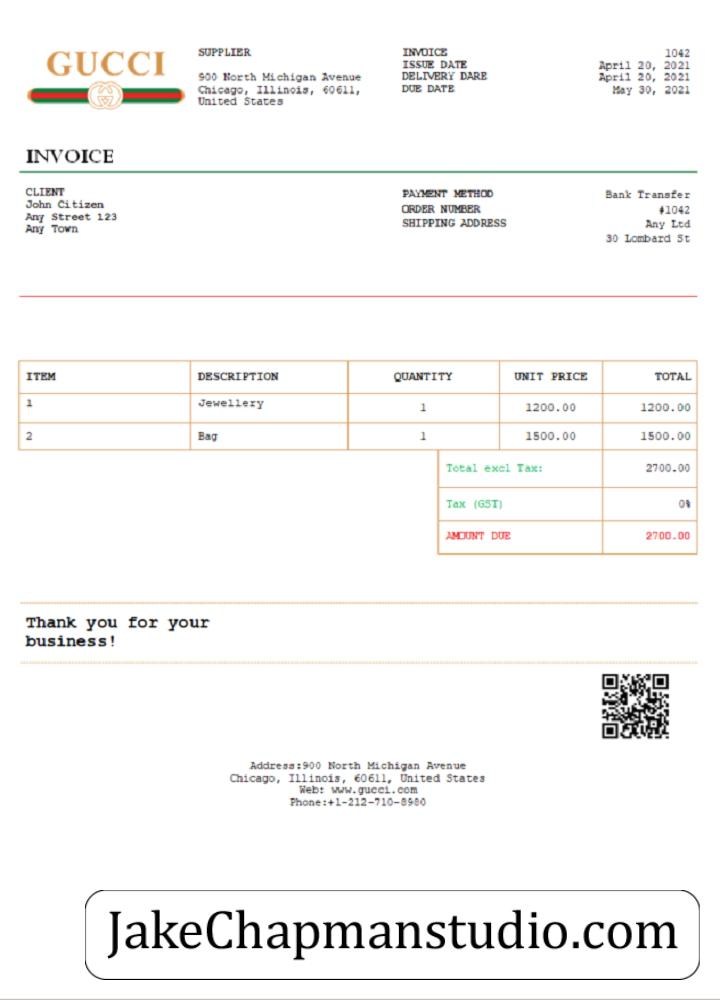 GUCCI
SUPPLIER
900 North Michigan Avenue
Chicago, Illinois, 60611,
United States
INVOICE 1042
ISSUE DATE April 20, 2021
DELIVERY DARE April 20, 2021
DUE DATE May 30, 2021
INVOICE
CLIENT
John Citizen
Any Street 123
Any Town
PAYMENT METHOD Bank Transfer
ORDER NUMBER #1042
SHIPPING ADDRESS Any Ltd
30 Lombard St
ITEM DESCRIPTION QUANTITY UNIT PRICE TOTAL
1 Jewellery 1 1200.00 1200.00
2 Bag 1 1500.00 1500.00
Total excl Tax: 2700.00
Tax (GST) 0%
AMOUNT DUE 2700.00
Thank you for your
business!
Address:900 North Michigan Avenue
Chicago, Illinois, 60611, United States
Web: www.gucci.com
Phone:+1-212-710-8980
JakeChapmanstudio.com